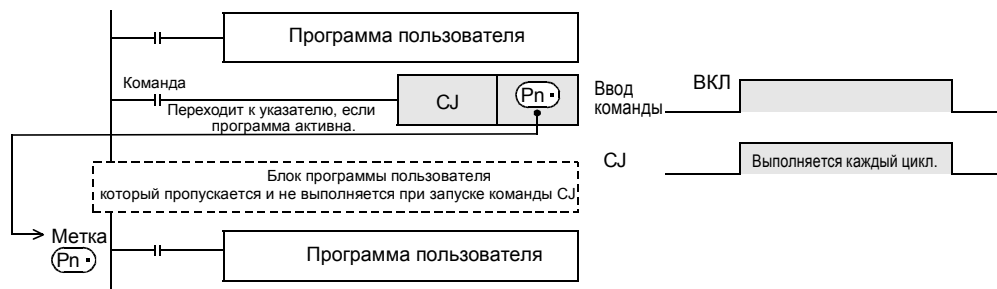 Программа пользователя
Команда
CJ
Pn
Переходит к указателю, если
программа активна.
Ввод
команды
ВКЛ
CJ
Выполняется каждый цикл.
Блок программы пользователя
который пропускается и не выполняется при запуске команды CJ
Метка
Pn
Программа пользователя